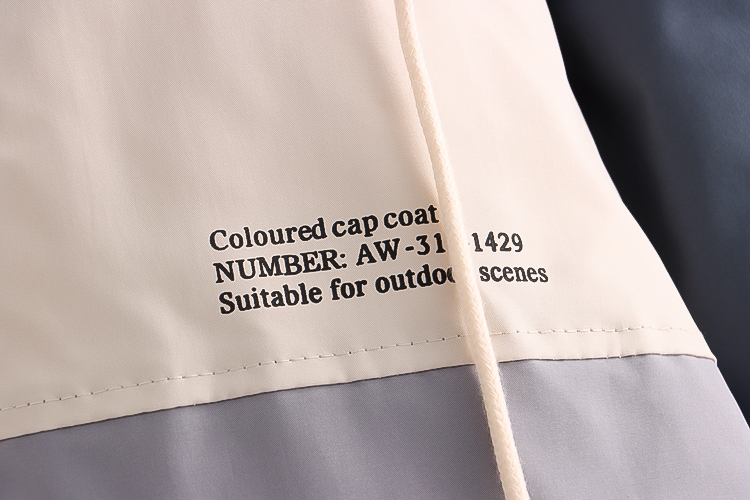 Coloured cap coat
NUMBER: AW-31 1429
Suitable for outdoor scenes